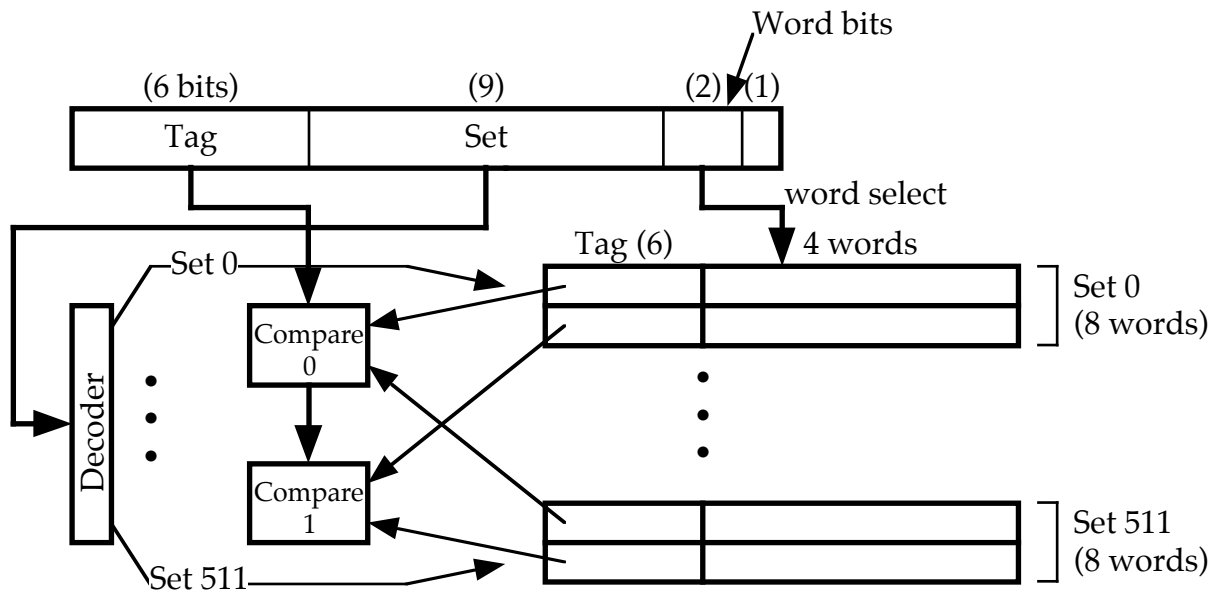 Word bits
(6 bits) (9) (2) (1)
Tag Set
word select
Tag (6) 4 words
Set 0
Set 0
(8 words)
Compare
0
Decoder
Compare
1
Set 511
(8 words)
Set 511